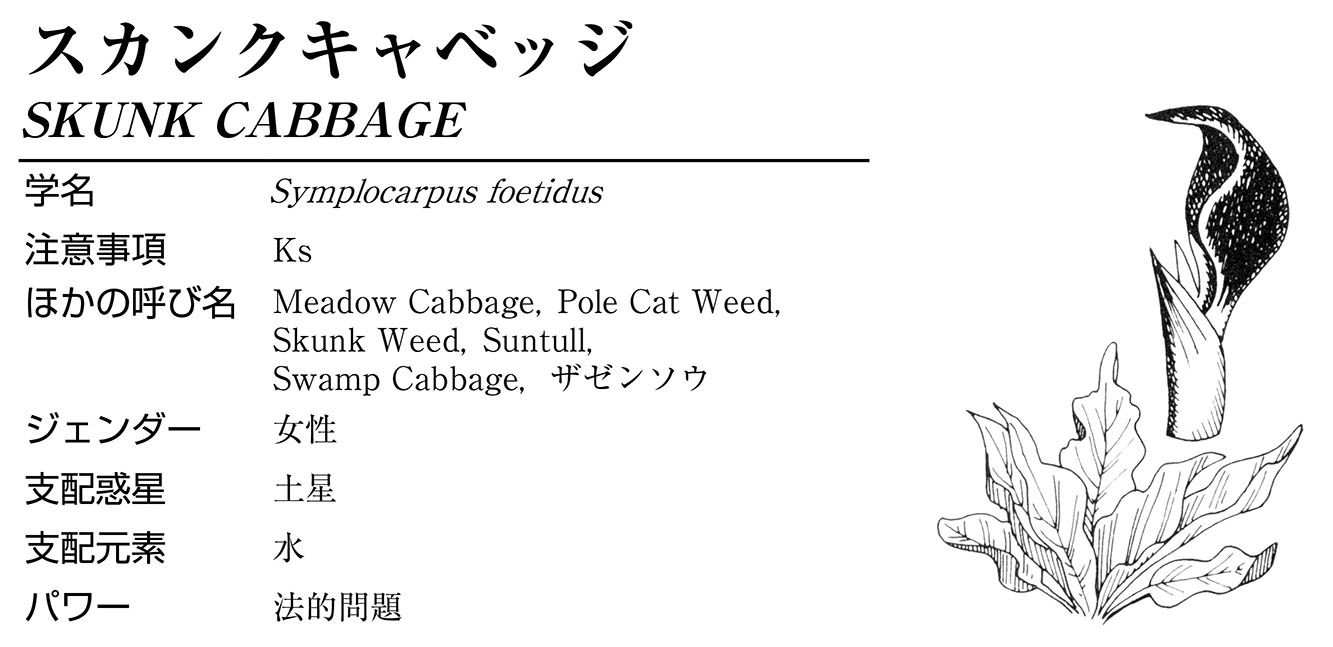 スカンクキャベッジ
SKUNK CABBAGE
学名 Symplocarpus foetidus
注意事項 Ks
ほかの呼び名 Meadow Cabbage, Pole Cat Weed,
Skunk Weed, Suntull,
Swamp Cabbage, ザゼンソウ
ジェンダー 女性
支配惑星 土星
支配元素 水
パワー 法的問題